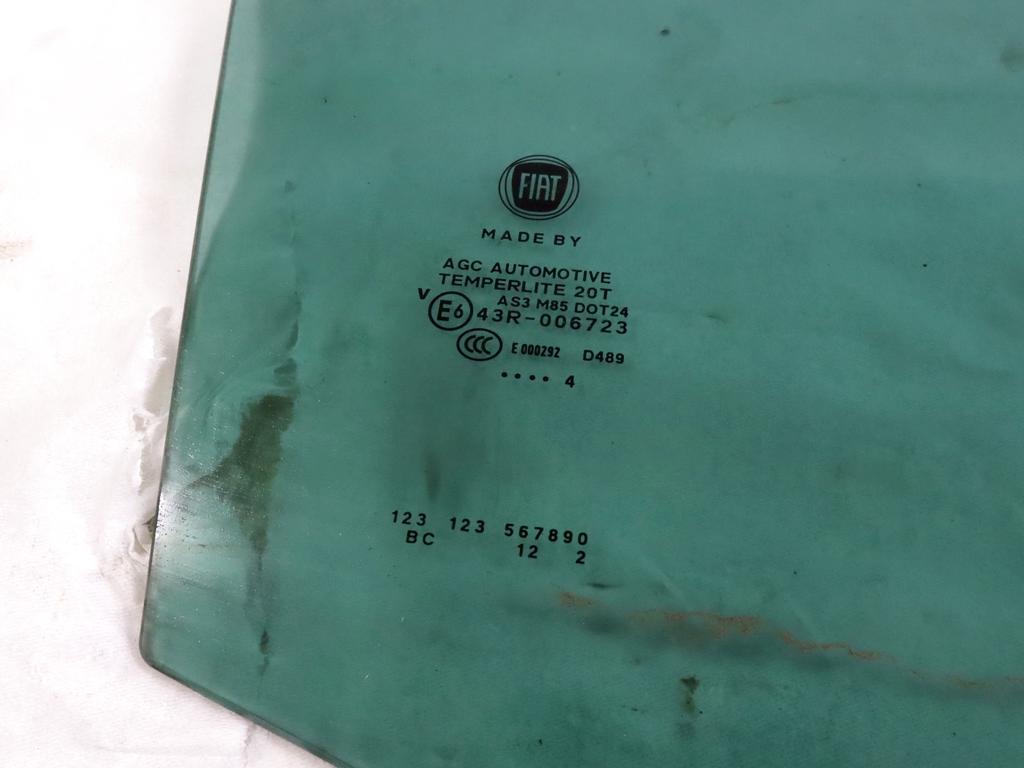 FIAT
MADE BY
AGC AUTOMOTIVE
TEMPERLITE 20T
AS3 M85 DOT24
V E6 43R-006723
CCC E 000292 D489
•••• 4
123 123 567890
BC 12 2